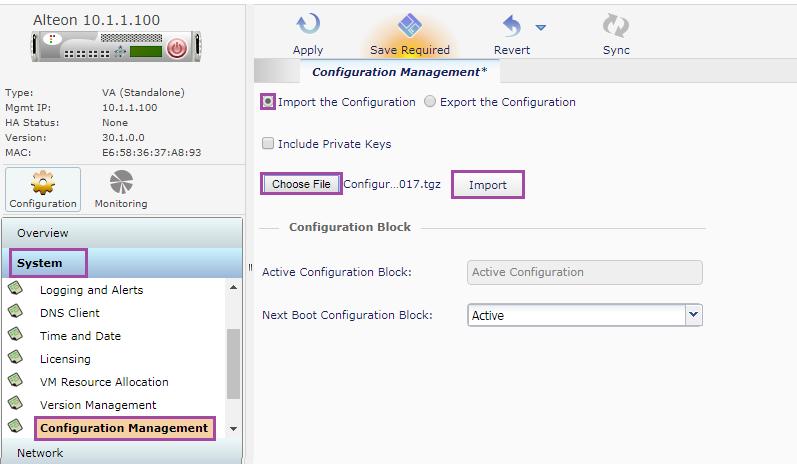 Alteon 10.1.1.100
Type: VA (Standalone)
Mgmt IP: 10.1.1.100
HA Status: None
Version: 30.1.0.0
MAC: E6:58:36:37:A8:93
Configuration Monitoring
Overview
System
Logging and Alerts
DNS Client
Time and Date
Licensing
VM Resource Allocation
Version Management
Configuration Management
Network
Apply Save Required Revert Sync
Configuration Management*
Import the Configuration Export the Configuration
Include Private Keys
Choose File Configur...017.tgz Import
Configuration Block
Active Configuration Block: Active Configuration
Next Boot Configuration Block: Active